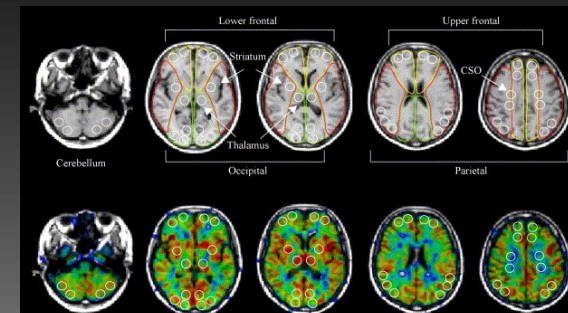 Lower frontal
Upper frontal
Striatum
CSO
Thalamus
Cerebellum
Occipital
Parietal